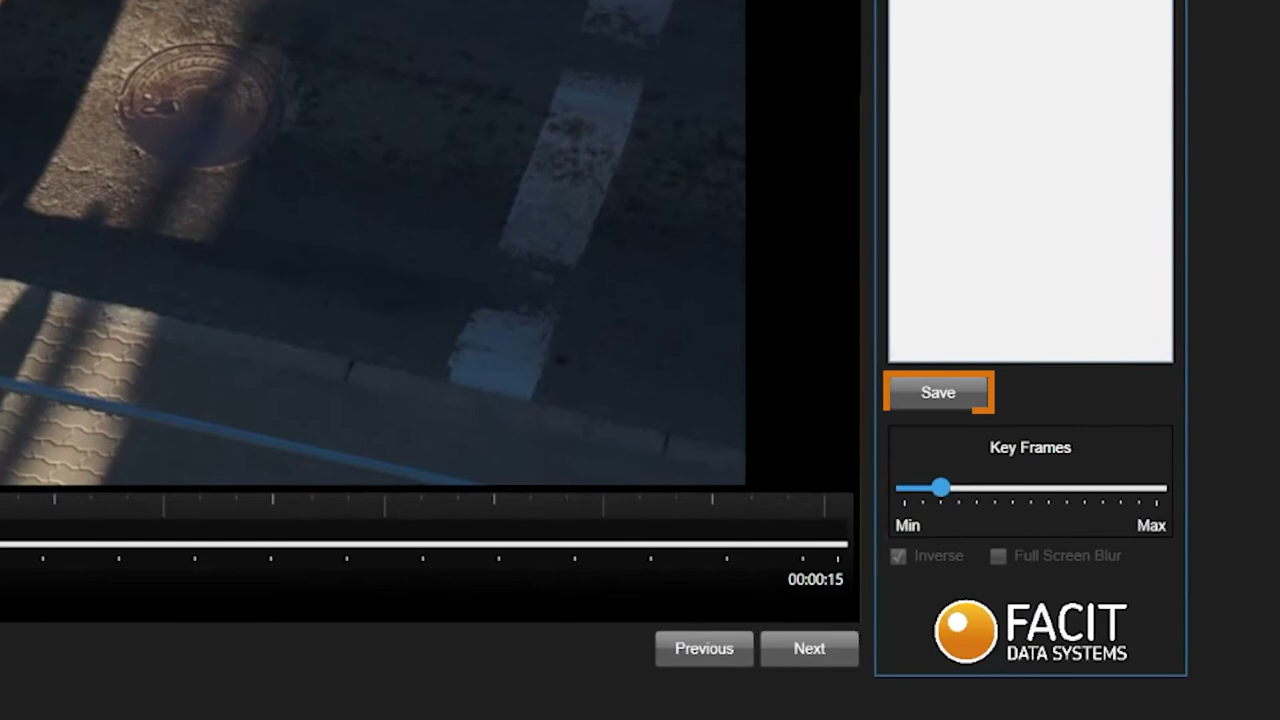 Save
Key Frames
Min Max
Inverse Full Screen Blur
00:00:15
Previous Next
FACIT
DATA SYSTEMS